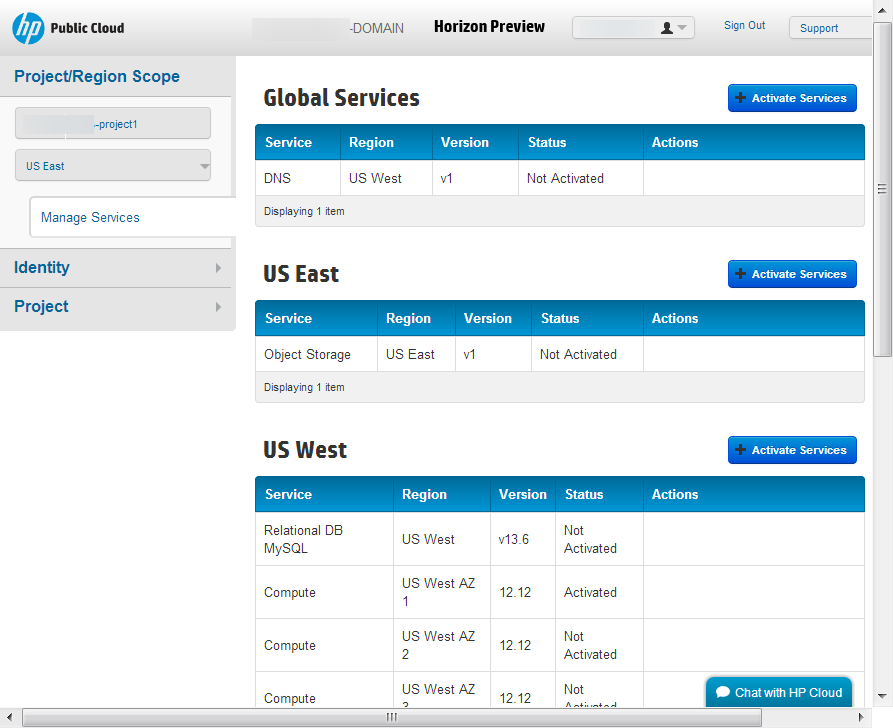 hp Public Cloud
-DOMAIN
Horizon Preview
Sign Out
Support
Project/Region Scope
-project1
US East
Manage Services
Identity
Project
Global Services
Activate Services
Service Region Version Status Actions
DNS US West v1 Not Activated
Displaying 1 item
US East
Activate Services
Service Region Version Status Actions
Object Storage US East v1 Not Activated
Displaying 1 item
US West
Activate Services
Service Region Version Status Actions
Relational DB
MySQL
US West
v13.6
Not
Activated
Compute
US West AZ
1
12.12
Activated
Compute
US West AZ
2
12.12
Not
Activated
Compute
US West AZ
12.12
Not
Chat with HP Cloud